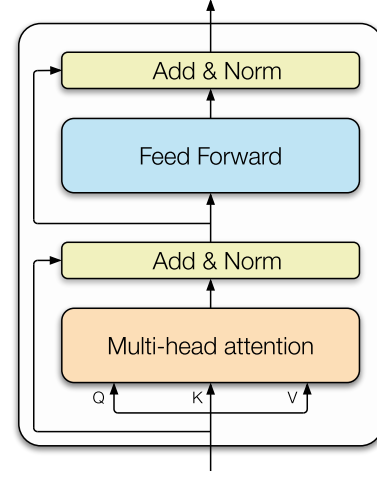 Add & Norm
Feed Forward
Add & Norm
Multi-head attention
Q K V